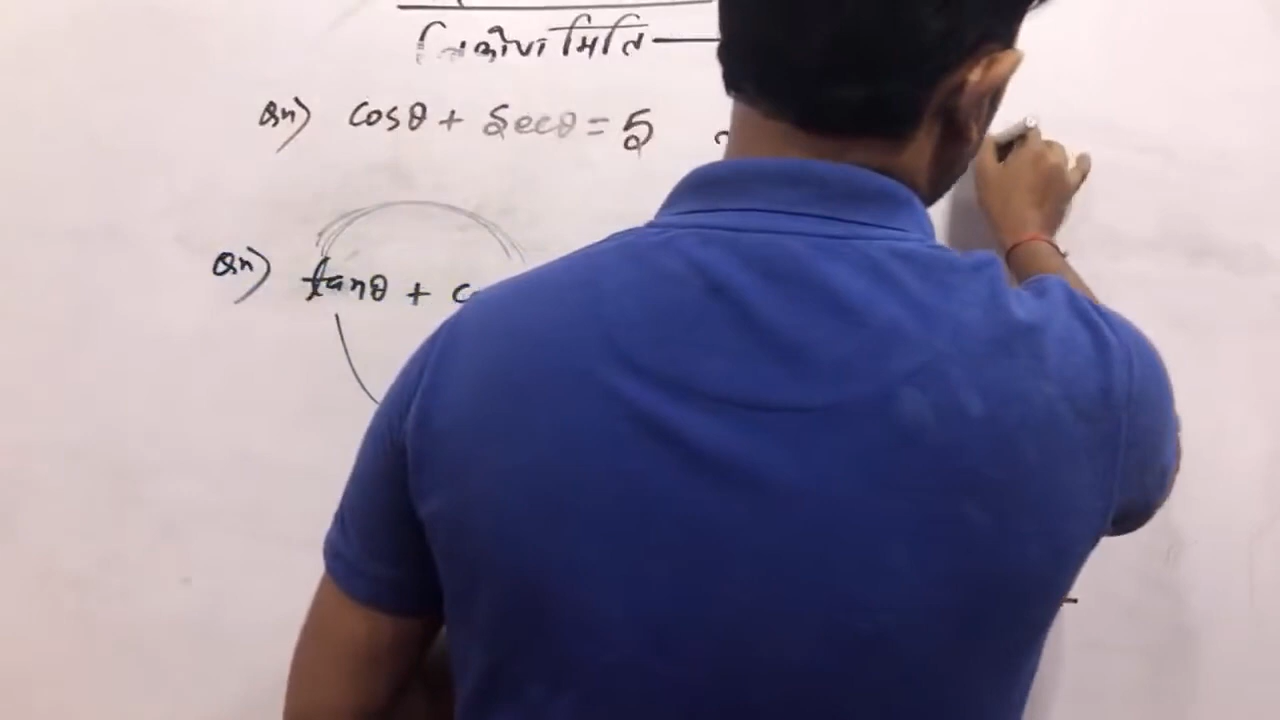 त्रिकोणमिति
Qn) cosθ + Secθ = 5
Qn) tanθ + c